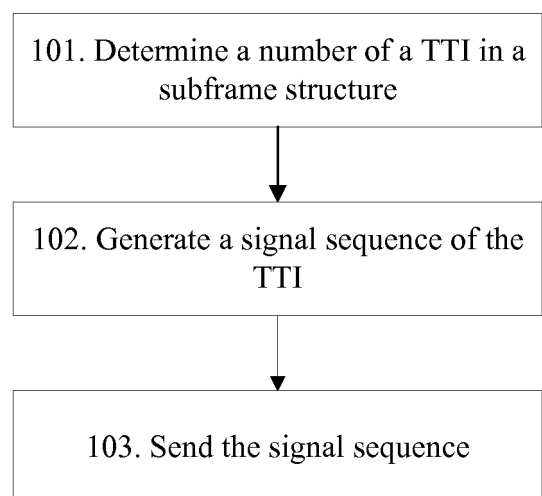 101. Determine a number of a TTI in a
subframe structure
102. Generate a signal sequence of the
TTI
103. Send the signal sequence